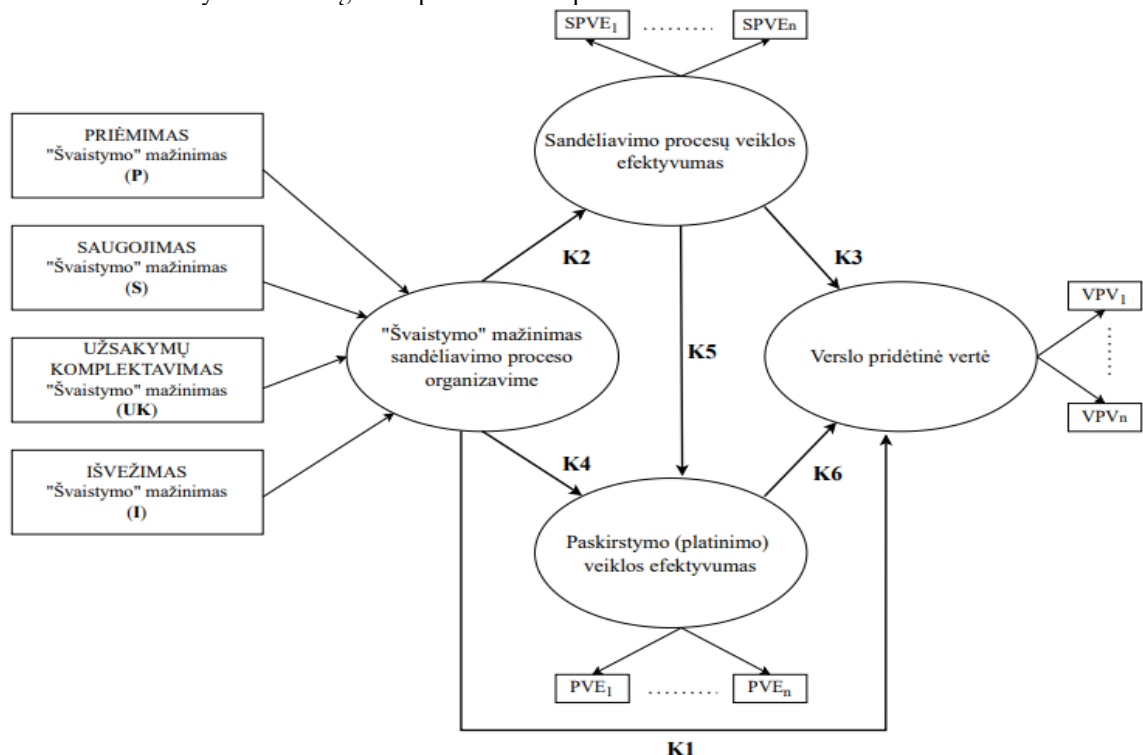 SPVE1 ........ SPVEn
Sandėliavimo procesų veiklos
efektyvumas
PRIĖMIMAS
"Švaistymo" mažinimas
(P)
SAUGOJIMAS
"Švaistymo" mažinimas
(S)
UŽSAKYMŲ
KOMPLEKTAVIMAS
"Švaistymo" mažinimas
(UK)
IŠVEŽIMAS
"Švaistymo" mažinimas
(I)
K2
K3
"Švaistymo" mažinimas
sandėliavimo proceso
organizavime
K5
Verslo pridėtinė vertė
VPV1
VPVn
K4
K6
Paskirstymo (platinimo)
veiklos efektyvumas
PVE1 ........ PVEn
K1